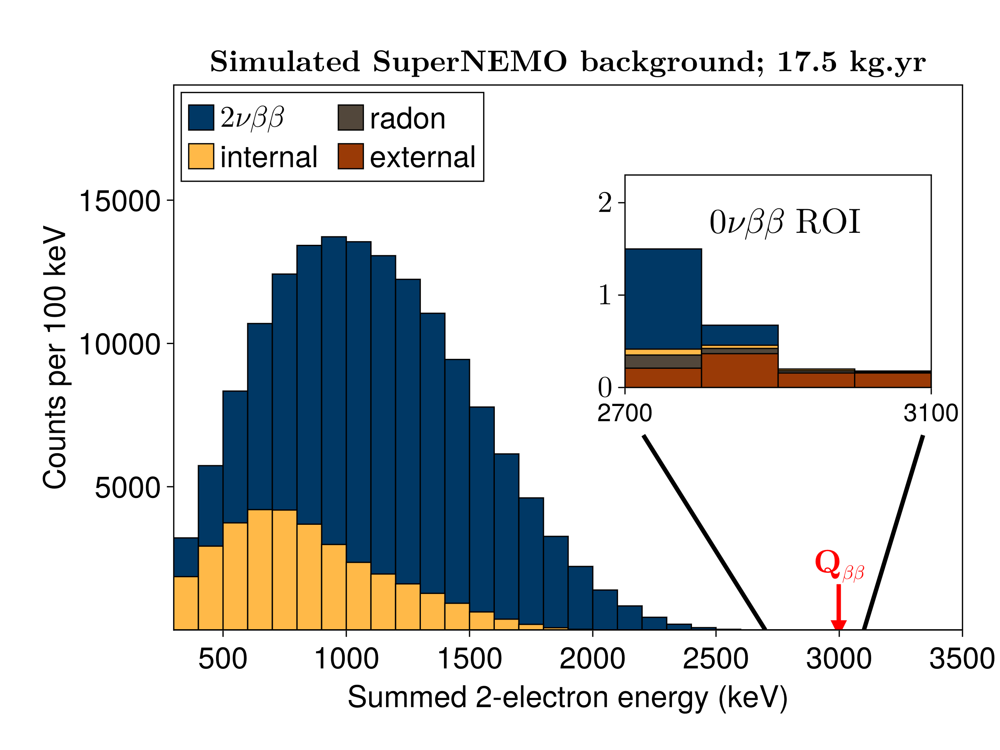 Simulated SuperNEMO background; 17.5 kg.yr
2νββ radon
internal external
15000
10000
5000
Counts per 100 keV
0νββ ROI
2
1
0
2700 3100
Qββ
500 1000 1500 2000 2500 3000 3500
Summed 2-electron energy (keV)